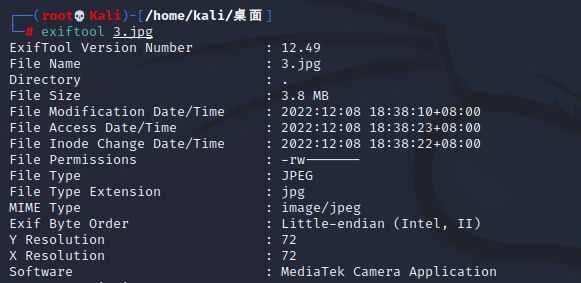 ┌──(root💀Kali)-[/home/kali/桌面]
└─# exiftool 3.jpg
ExifTool Version Number : 12.49
File Name : 3.jpg
Directory : .
File Size : 3.8 MB
File Modification Date/Time : 2022:12:08 18:38:10+08:00
File Access Date/Time : 2022:12:08 18:38:23+08:00
File Inode Change Date/Time : 2022:12:08 18:38:22+08:00
File Permissions : -rw-------
File Type : JPEG
File Type Extension : jpg
MIME Type : image/jpeg
Exif Byte Order : Little-endian (Intel, II)
Y Resolution : 72
X Resolution : 72
Software : MediaTek Camera Application